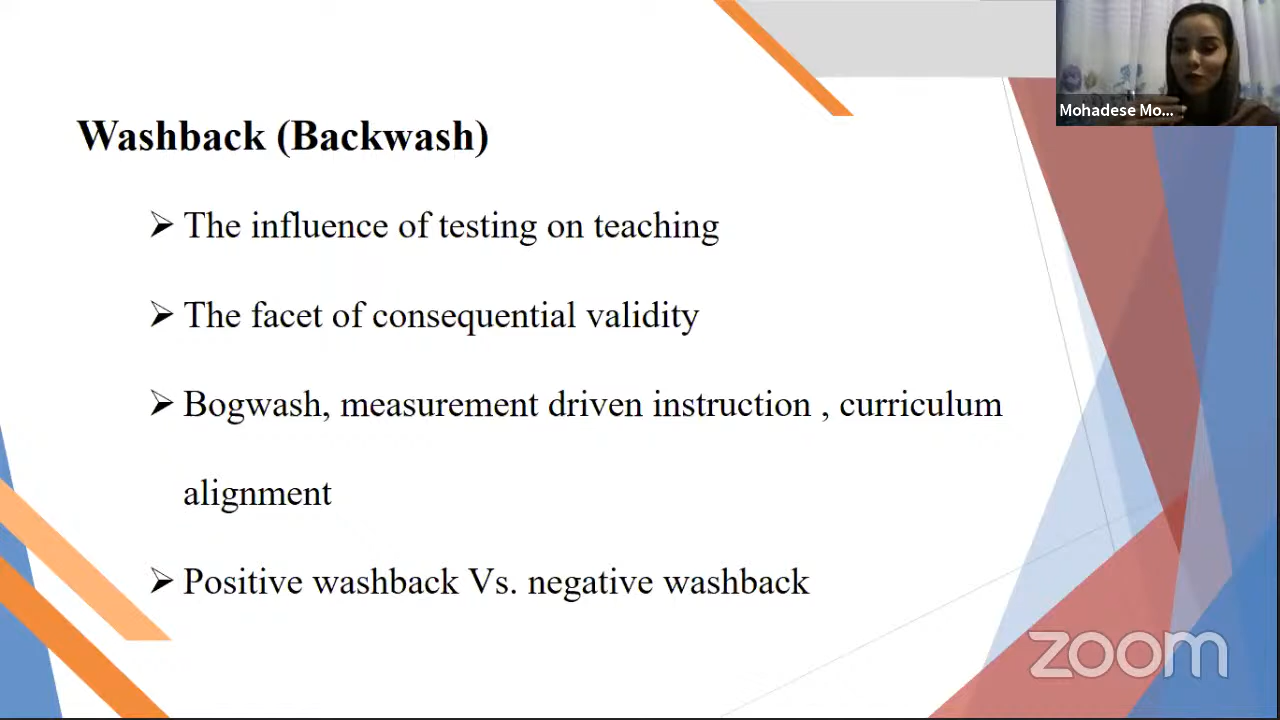 Mohadese Mo...
Washback (Backwash)
➢ The influence of testing on teaching
➢ The facet of consequential validity
➢ Bogwash, measurement driven instruction , curriculum
alignment
➢ Positive washback Vs. negative washback
zoom